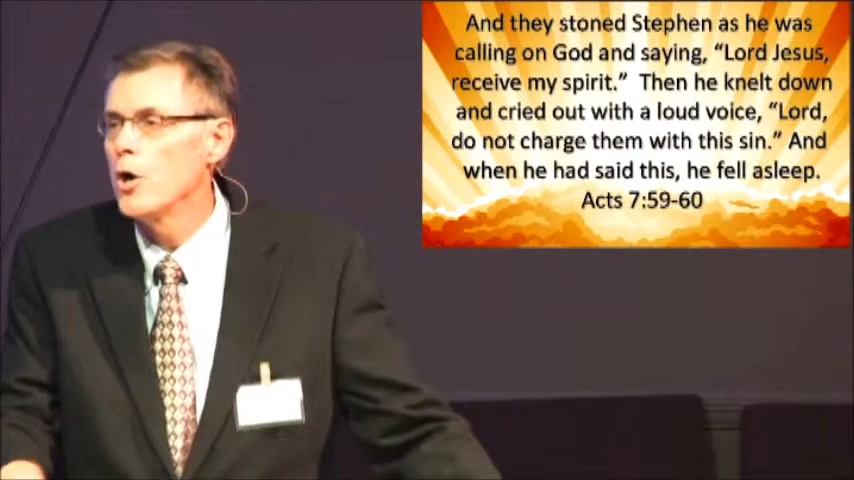 And they stoned Stephen as he was
calling on God and saying, “Lord Jesus,
receive my spirit.”  Then he knelt down
and cried out with a loud voice, “Lord,
do not charge them with this sin.” And
when he had said this, he fell asleep.
Acts 7:59-60